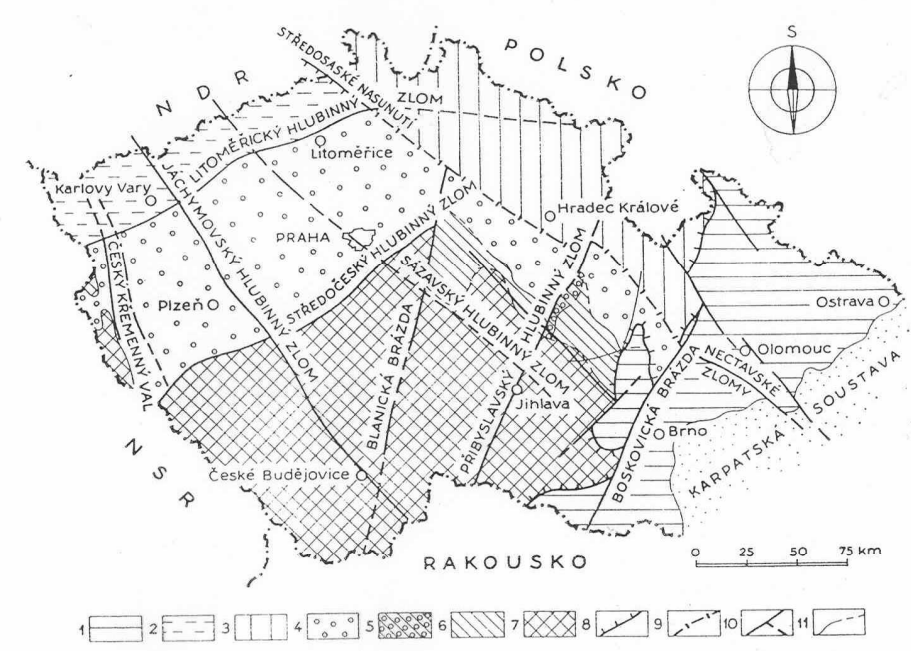 S
POLSKO
NDR
STŘEDOSASKÉ NASUNUTÍ
LITOMĚŘICKÝ HLUBINNÝ ZLOM
Litoměřice
Karlovy Vary
JÁCHYMOVSKÝ HLUBINNÝ ZLOM
Hradec Králové
PRAHA
STŘEDOČESKÝ HLUBINNÝ ZLOM
ČESKÝ KŘEMENNÝ VAL
SÁZAVSKÝ HLUBINNÝ ZLOM
Plzeň
Ostrava
BLANICKÁ BRÁZDA
PŘIBYSLAVSKÝ HLUBINNÝ ZLOM
Olomouc
NECTAVSKÉ ZLOMY
Jihlava
BOSKOVICKÁ BRÁZDA
Brno
KARPATSKÁ SOUSTAVA
NSR
České Budějovice
RAKOUSKO
0 25 50 75 km
1 2 3 4 5 6 7 8 9 10 11